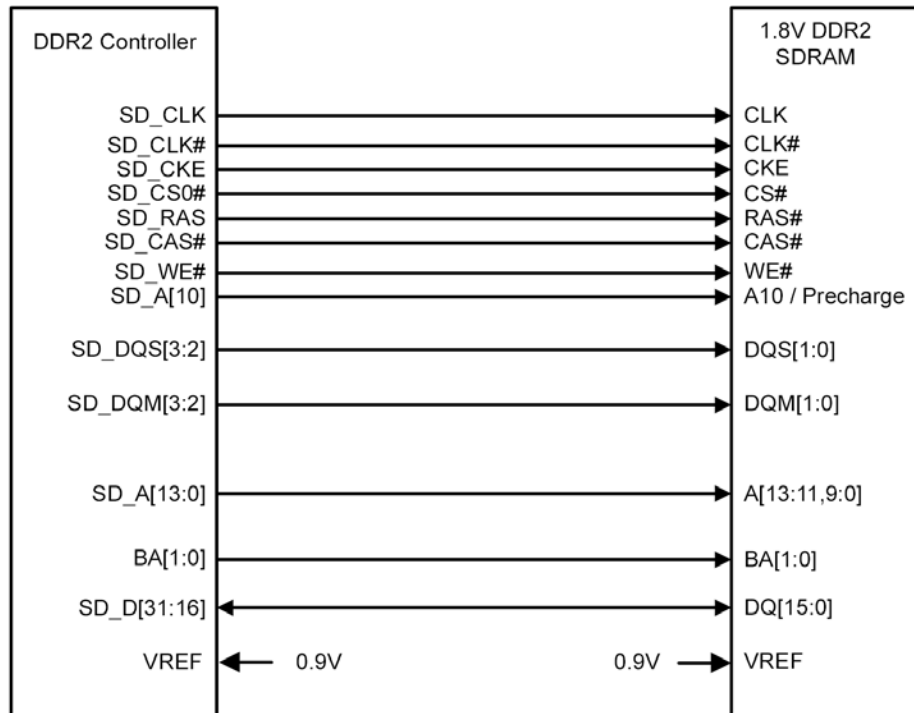 DDR2 Controller
1.8V DDR2
SDRAM
SD_CLK CLK
SD_CLK# CLK#
SD_CKE CKE
SD_CS0# CS#
SD_RAS RAS#
SD_CAS# CAS#
SD_WE# WE#
SD_A[10] A10 / Precharge
SD_DQS[3:2] DQS[1:0]
SD_DQM[3:2] DQM[1:0]
SD_A[13:0] A[13:11,9:0]
BA[1:0] BA[1:0]
SD_D[31:16] DQ[15:0]
VREF 0.9V 0.9V VREF